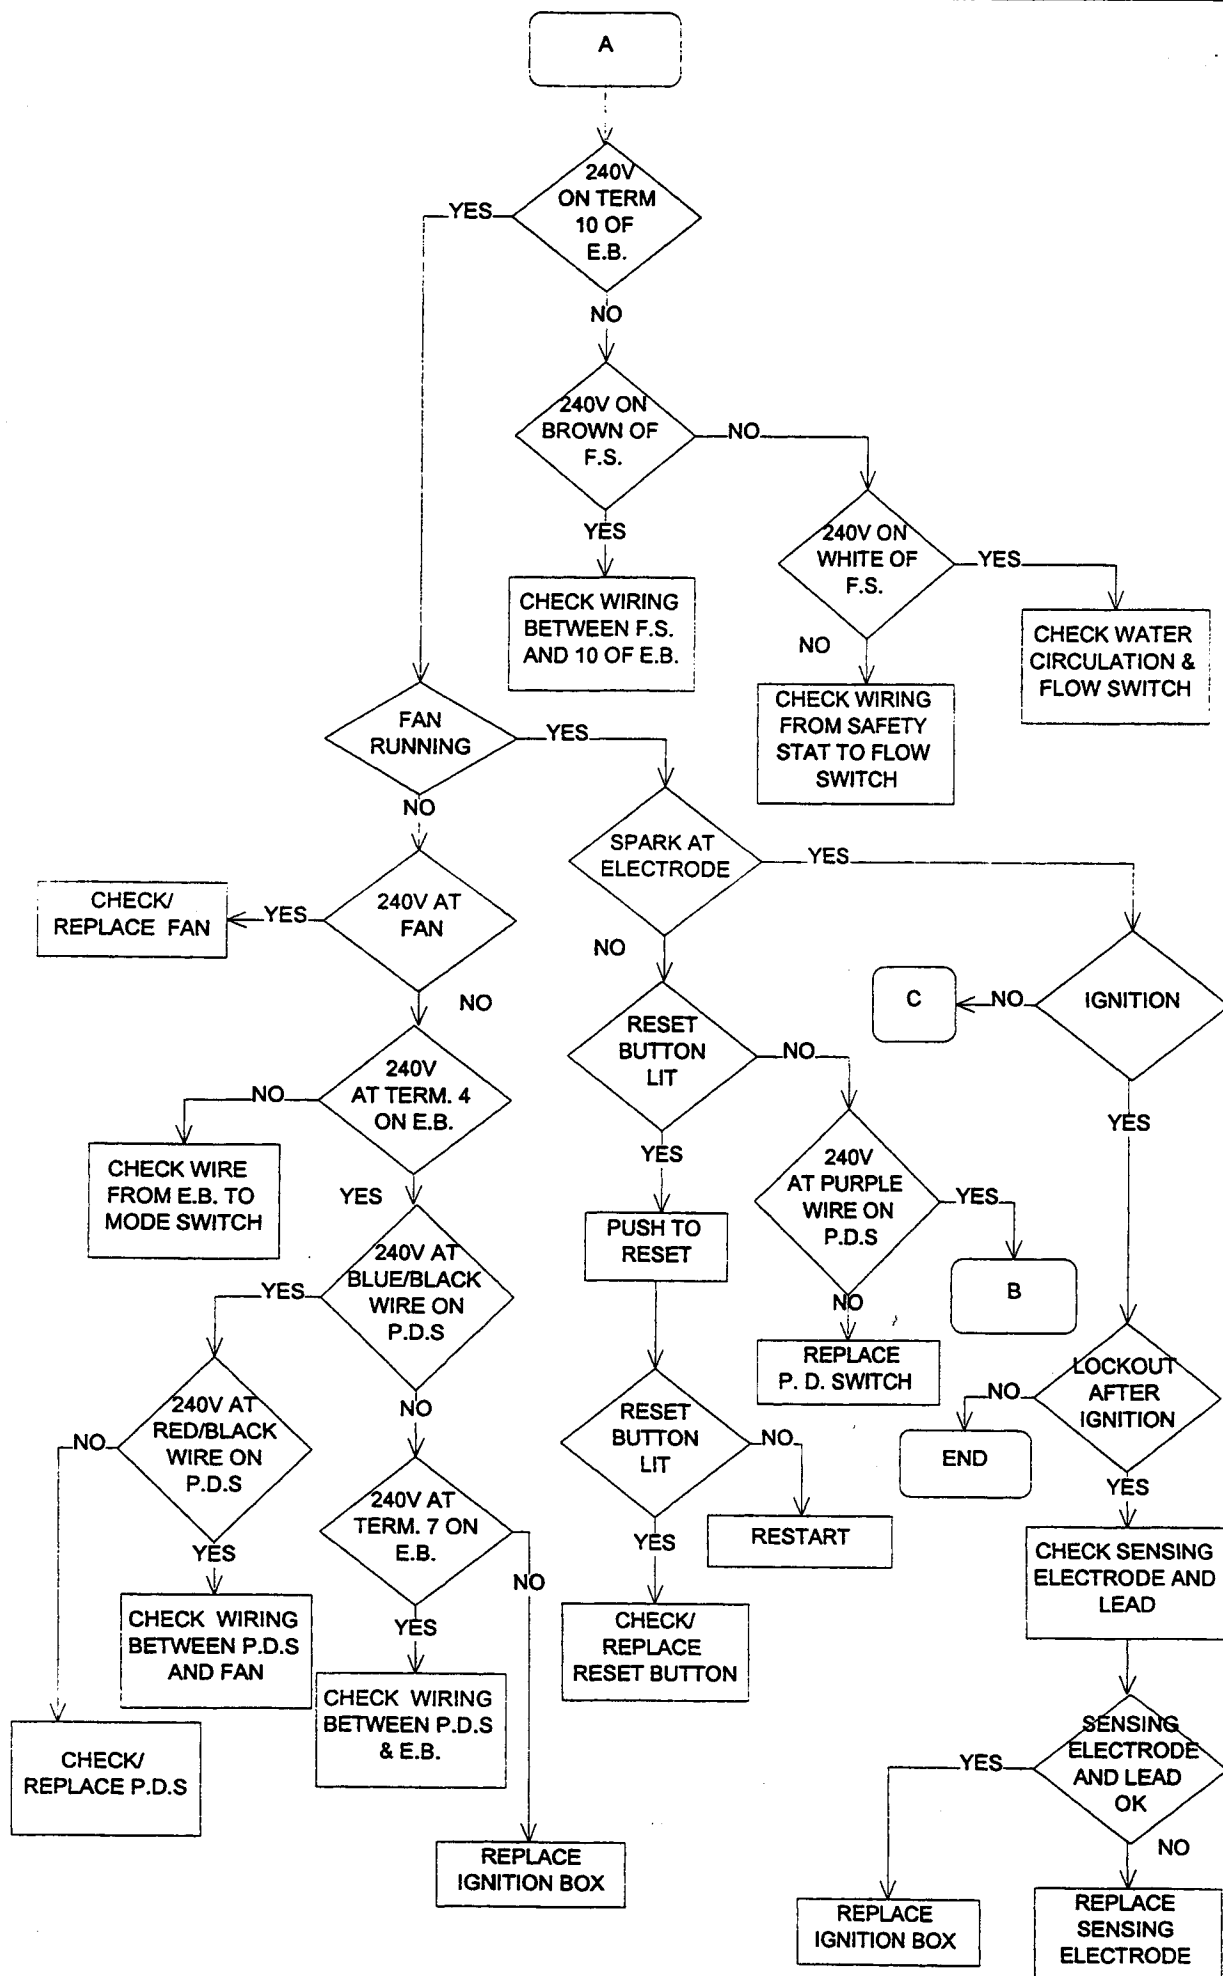 A
240V
ON TERM
10 OF
E.B.
YES
NO
240V ON
BROWN OF
F.S.
NO
YES
240V ON
WHITE OF
F.S.
YES
NO
CHECK WIRING
BETWEEN F.S.
AND 10 OF E.B.
CHECK WATER
CIRCULATION &
FLOW SWITCH
CHECK WIRING
FROM SAFETY
STAT TO FLOW
SWITCH
FAN
RUNNING
YES
NO
SPARK AT
ELECTRODE
YES
NO
CHECK/
REPLACE FAN
YES
240V AT
FAN
NO
C
NO
IGNITION
YES
RESET
BUTTON
LIT
NO
YES
240V
AT TERM. 4
ON E.B.
NO
YES
CHECK WIRE
FROM E.B. TO
MODE SWITCH
240V
AT PURPLE
WIRE ON
P.D.S
YES
NO
PUSH TO
RESET
B
240V AT
BLUE/BLACK
WIRE ON
P.D.S
YES
NO
REPLACE
P. D. SWITCH
LOCKOUT
AFTER
IGNITION
NO
YES
END
240V AT
RED/BLACK
WIRE ON
P.D.S
NO
YES
RESET
BUTTON
LIT
NO
YES
RESTART
240V AT
TERM. 7 ON
E.B.
NO
YES
CHECK SENSING
ELECTRODE AND
LEAD
CHECK WIRING
BETWEEN P.D.S
AND FAN
CHECK/
REPLACE
RESET BUTTON
CHECK WIRING
BETWEEN P.D.S
& E.B.
CHECK/
REPLACE P.D.S
SENSING
ELECTRODE
AND LEAD
OK
YES
NO
REPLACE
IGNITION BOX
REPLACE
IGNITION BOX
REPLACE
SENSING
ELECTRODE